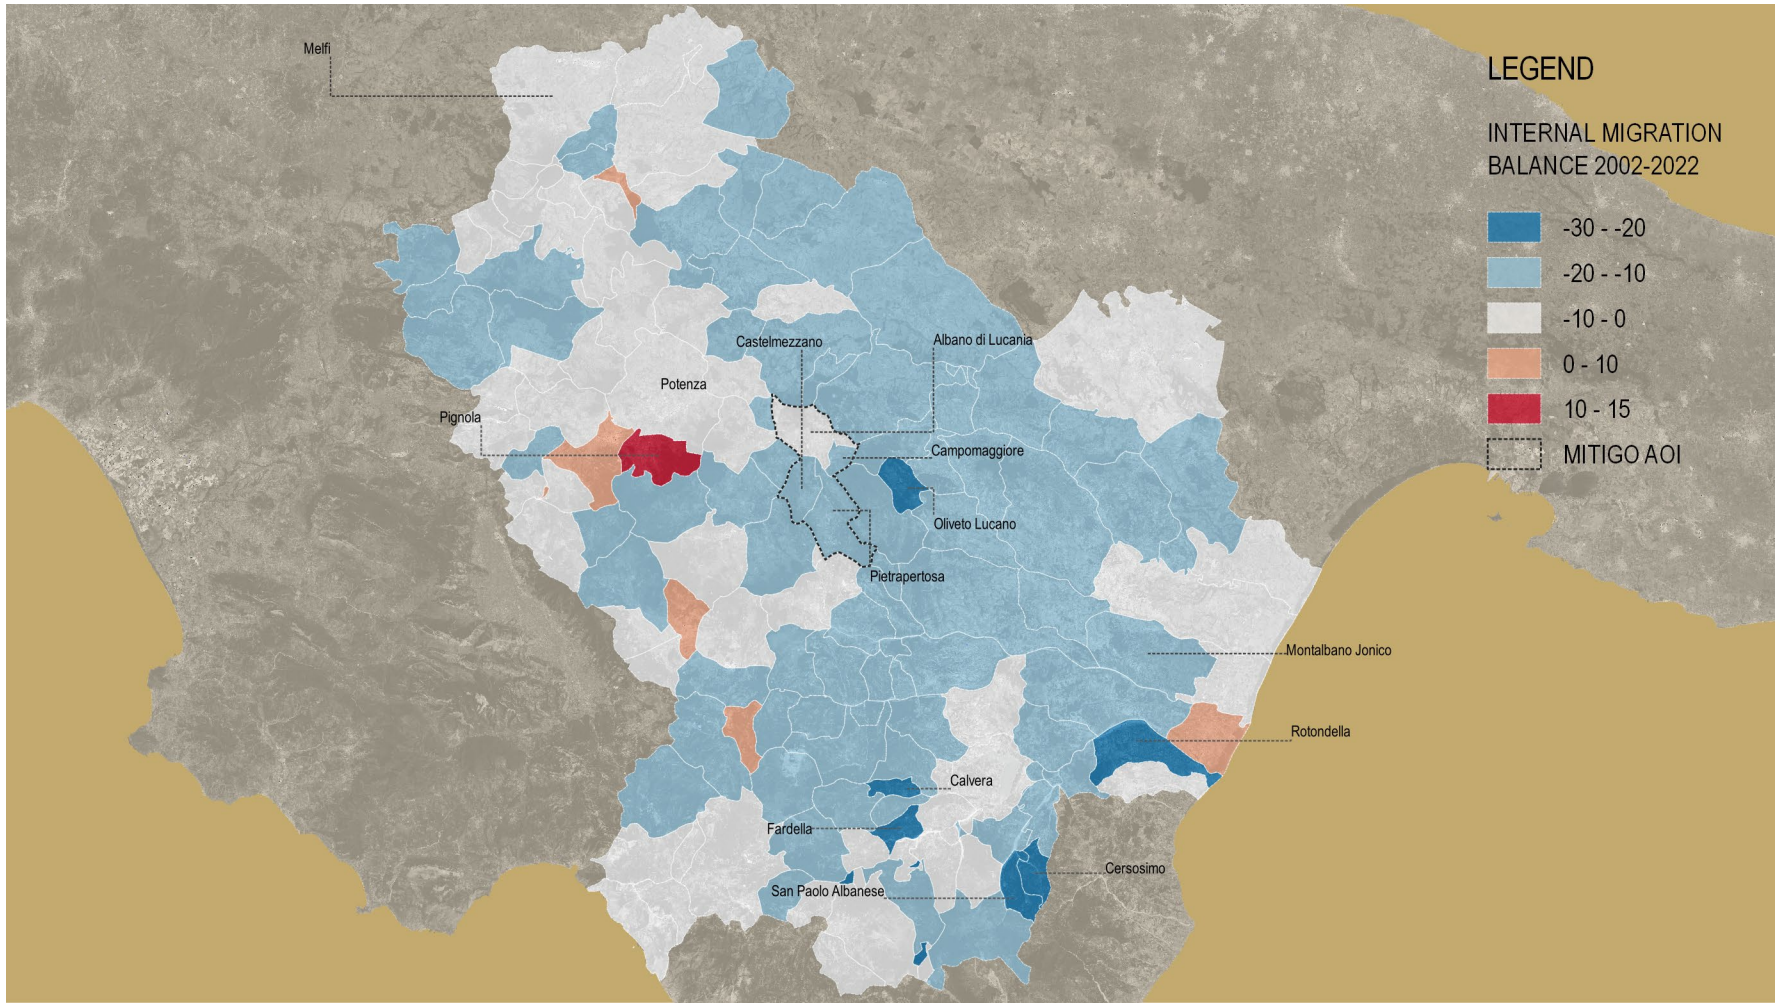 Melfi
LEGEND
INTERNAL MIGRATION
BALANCE 2002-2022
-30 - -20
-20 - -10
-10 - 0
0 - 10
10 - 15
MITIGO AOI
Castelmezzano
Albano di Lucania
Potenza
Pignola
Campomaggiore
Oliveto Lucano
Pietrapertosa
Montalbano Jonico
Rotondella
Calvera
Fardella
Cersosimo
San Paolo Albanese